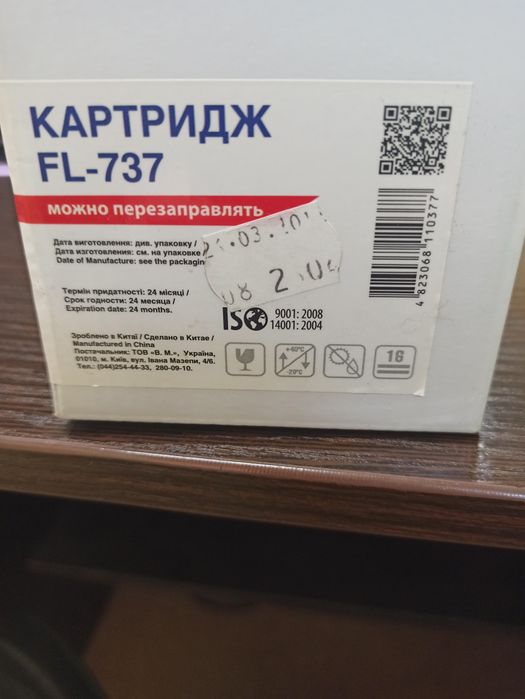 КАРТРИДЖ
FL-737
можно перезаправлять
Дата виготовлення: див. упаковку /
Дата изготовления: см. на упаковке /
Date of Manufacture: see the packaging
Термін придатності: 24 місяці /
Срок годности: 24 месяца /
Expiration date: 24 months.
ISO 9001: 2008
14001: 2004
Зроблено в Китаї / Сделано в Китае /
Manufactured in China
Постачальник: ТОВ «В. М.», Україна,
01010, м. Київ, вул. Івана Мазепи, 4/6.
Тел.: (044)254-44-33, 280-09-10.
+40°C
-20°C
16
4 823068 110377